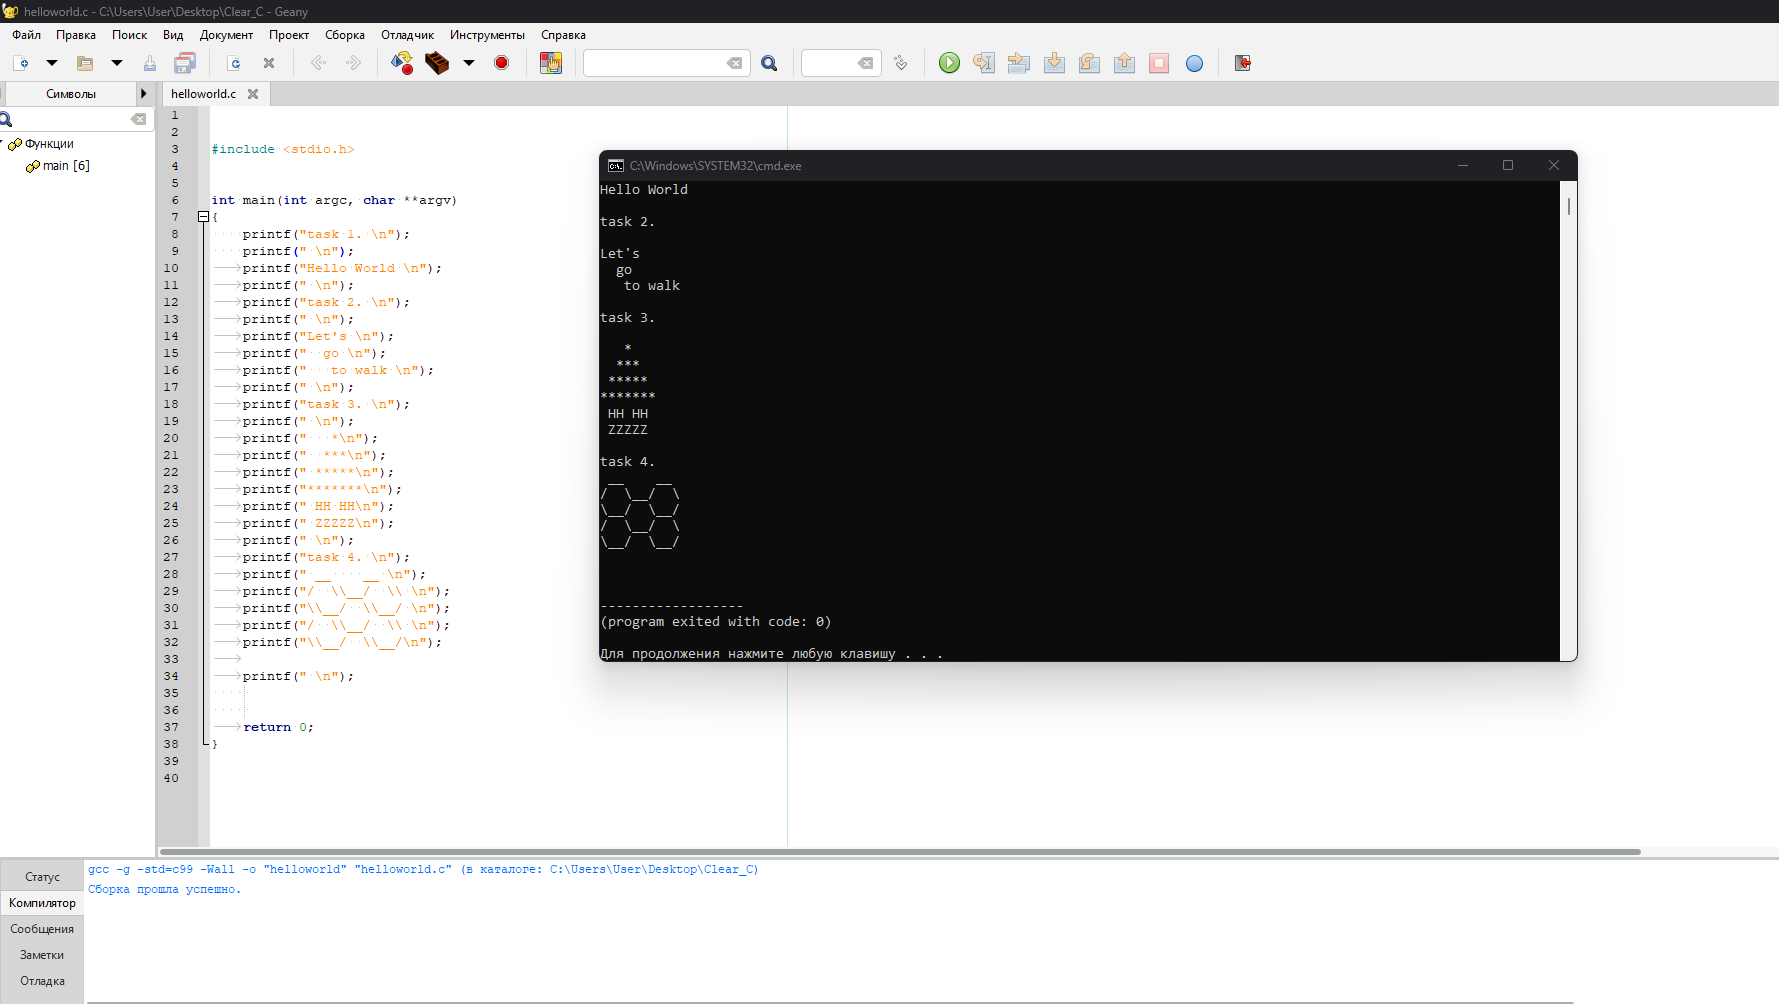 helloworld.c - C:\Users\User\Desktop\Clear_C - Geany
Файл Правка Поиск Вид Документ Проект Сборка Отладчик Инструменты Справка
Символы
helloworld.c
Функции
main [6]
1
2
3 #include <stdio.h>
4
5
6 int main(int argc, char **argv)
7 {
8     printf("task 1. \n");
9     printf(" \n");
10     printf("Hello World \n");
11     printf(" \n");
12     printf("task 2. \n");
13     printf(" \n");
14     printf("Let's \n");
15     printf("  go \n");
16     printf("   to walk \n");
17     printf(" \n");
18     printf("task 3. \n");
19     printf(" \n");
20     printf("   *\n");
21     printf("  ***\n");
22     printf(" *****\n");
23     printf("*******\n");
24     printf(" HH HH\n");
25     printf(" ZZZZZ\n");
26     printf(" \n");
27     printf("task 4. \n");
28     printf(" __    __ \n");
29     printf("/  \\__/  \\ \n");
30     printf("\\__/  \\__/ \n");
31     printf("/  \\__/  \\ \n");
32     printf("\\__/  \\__/\n");
33
34     printf(" \n");
35
36
37     return 0;
38 }
39
40
C:\Windows\SYSTEM32\cmd.exe
Hello World
task 2.
Let's
  go
   to walk
task 3.
   *
  ***
 *****
*******
 HH HH
 ZZZZZ
task 4.
 __    __
/  \__/  \
\__/  \__/
/  \__/  \
\__/  \__/
------------------
(program exited with code: 0)
Для продолжения нажмите любую клавишу . . .
Статус
Компилятор
Сообщения
Заметки
Отладка
gcc -g -std=c99 -Wall -o "helloworld" "helloworld.c" (в каталоге: C:\Users\User\Desktop\Clear_C)
Сборка прошла успешно.